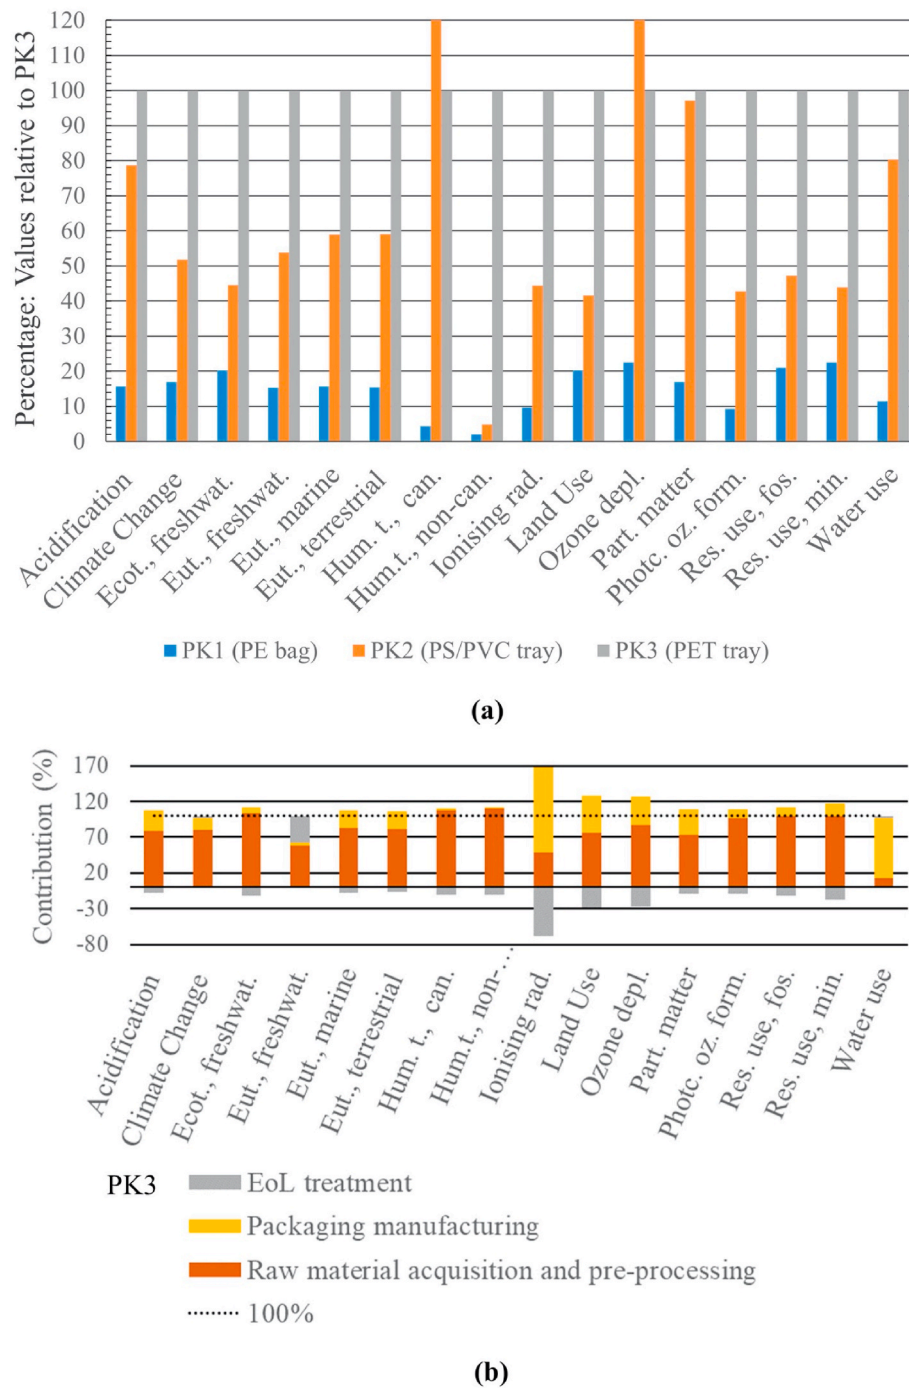 Percentage: Values relative to PK3
120
110
100
90
80
70
60
50
40
30
20
10
0
Acidification
Climate Change
Ecot., freshwat.
Eut., freshwat.
Eut., marine
Eut., terrestrial
Hum. t., can.
Hum.t., non-can.
Ionising rad.
Land Use
Ozone depl.
Part. matter
Photc. oz. form.
Res. use, fos.
Res. use, min.
Water use
PK1 (PE bag) PK2 (PS/PVC tray) PK3 (PET tray)
(a)
Contribution (%)
170
120
70
20
-30
-80
Acidification
Climate Change
Ecot., freshwat.
Eut., freshwat.
Eut., marine
Eut., terrestrial
Hum. t., can.
Hum.t., non-…
Ionising rad.
Land Use
Ozone depl.
Part. matter
Photc. oz. form.
Res. use, fos.
Res. use, min.
Water use
PK3 EoL treatment
Packaging manufacturing
Raw material acquisition and pre-processing
100%
(b)